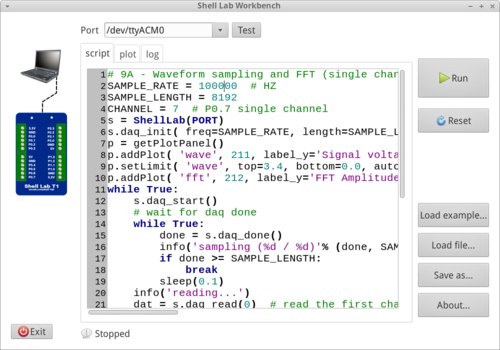 Shell Lab Workbench
Port /dev/ttyACM0 Test
script plot log
1 # 9A - Waveform sampling and FFT (single chan
2 SAMPLE_RATE = 100000 # HZ
3 SAMPLE_LENGTH = 8192
4 CHANNEL = 7 # P0.7 single channel
5 s = ShellLab(PORT)
6 s.daq_init( freq=SAMPLE_RATE, length=SAMPLE_L
7 p = getPlotPanel()
8 p.addPlot( 'wave', 211, label_y='Signal volta
9 p.setLimit( 'wave', top=3.4, bottom=0.0, auto
10 p.addPlot( 'fft', 212, label_y='FFT Amplitude
11 while True:
12 s.daq_start()
13 # wait for daq done
14 while True:
15 done = s.daq_done()
16 info('sampling (%d / %d)'% (done, SAM
17 if done >= SAMPLE_LENGTH:
18 break
19 sleep(0.1)
20 info('reading...')
21 dat = s.daq_read(0) # read the first cha
Run
Reset
Load example...
Load file...
Save as...
About...
Shell Lab T1
Exit
Stopped